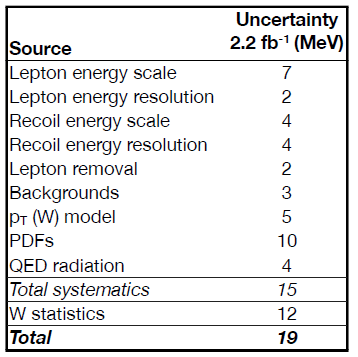 Uncertainty
Source 2.2 fb⁻¹ (MeV)
Lepton energy scale 7
Lepton energy resolution 2
Recoil energy scale 4
Recoil energy resolution 4
Lepton removal 2
Backgrounds 3
pT (W) model 5
PDFs 10
QED radiation 4
Total systematics 15
W statistics 12
Total 19